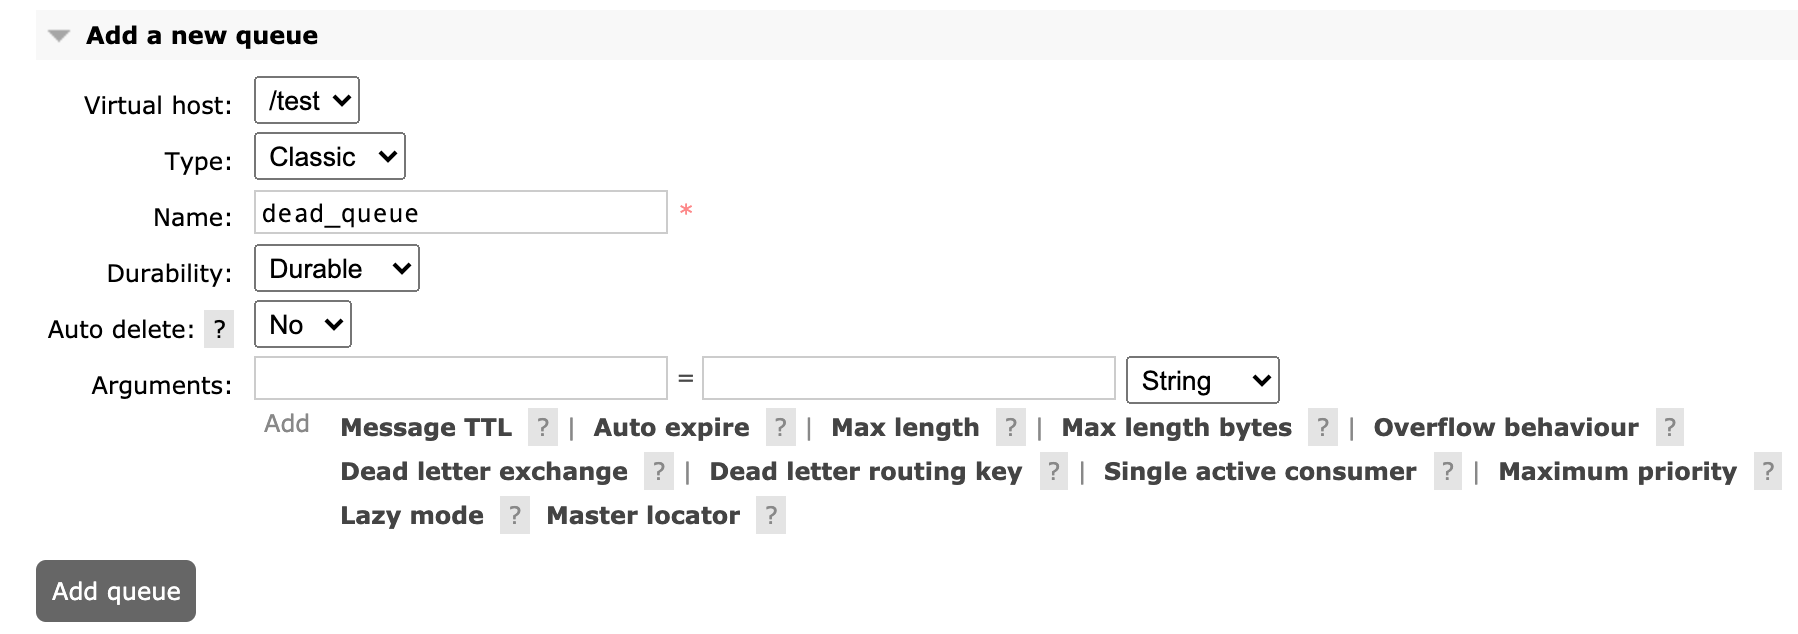 Add a new queue
Virtual host: /test
Type: Classic
Name: dead_queue *
Durability: Durable
Auto delete: ? No
Arguments: = String
Add Message TTL ? | Auto expire ? | Max length ? | Max length bytes ? | Overflow behaviour ?
Dead letter exchange ? | Dead letter routing key ? | Single active consumer ? | Maximum priority ?
Lazy mode ? Master locator ?
Add queue